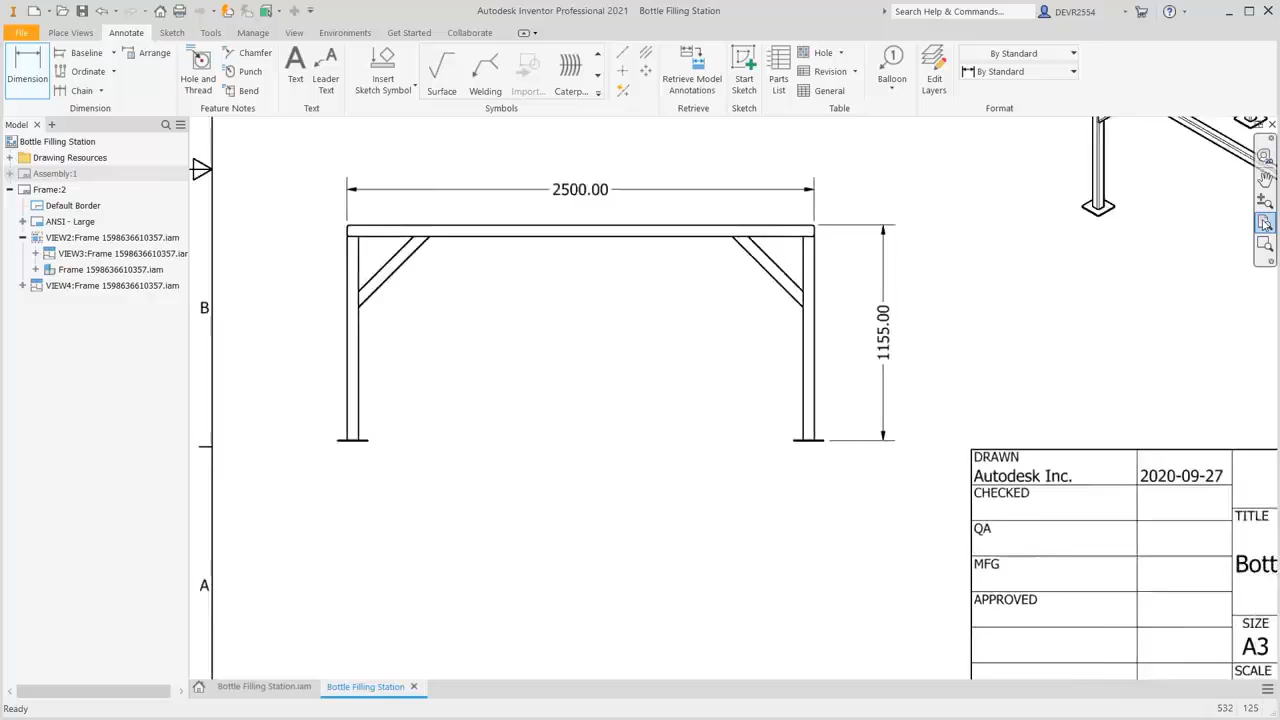 Autodesk Inventor Professional 2021 Bottle Filling Station
Search Help & Commands...
DEVR2554
File Place Views Annotate Sketch Tools Manage View Environments Get Started Collaborate
Dimension
Baseline
Arrange
Ordinate
Chain
Dimension
Hole and
Thread
Chamfer
Punch
Bend
Feature Notes
Text
Leader
Text
Text
Insert
Sketch Symbol
Surface
Welding
Import...
Caterp...
Symbols
Retrieve Model
Annotations
Retrieve
Start
Sketch
Sketch
Parts
List
Hole
Revision
General
Table
Balloon
Edit
Layers
By Standard
By Standard
Format
Model
Bottle Filling Station
Drawing Resources
Assembly:1
Frame:2
Default Border
ANSI - Large
VIEW2:Frame 1598636610357.iam
VIEW3:Frame 1598636610357.iar
Frame 1598636610357.iam
VIEW4:Frame 1598636610357.iam
2500.00
1155.00
B
A
DRAWN
Autodesk Inc.
2020-09-27
CHECKED
QA
MFG
APPROVED
TITLE
Bott
SIZE
A3
SCALE
Bottle Filling Station.iam
Bottle Filling Station
Ready
532 125